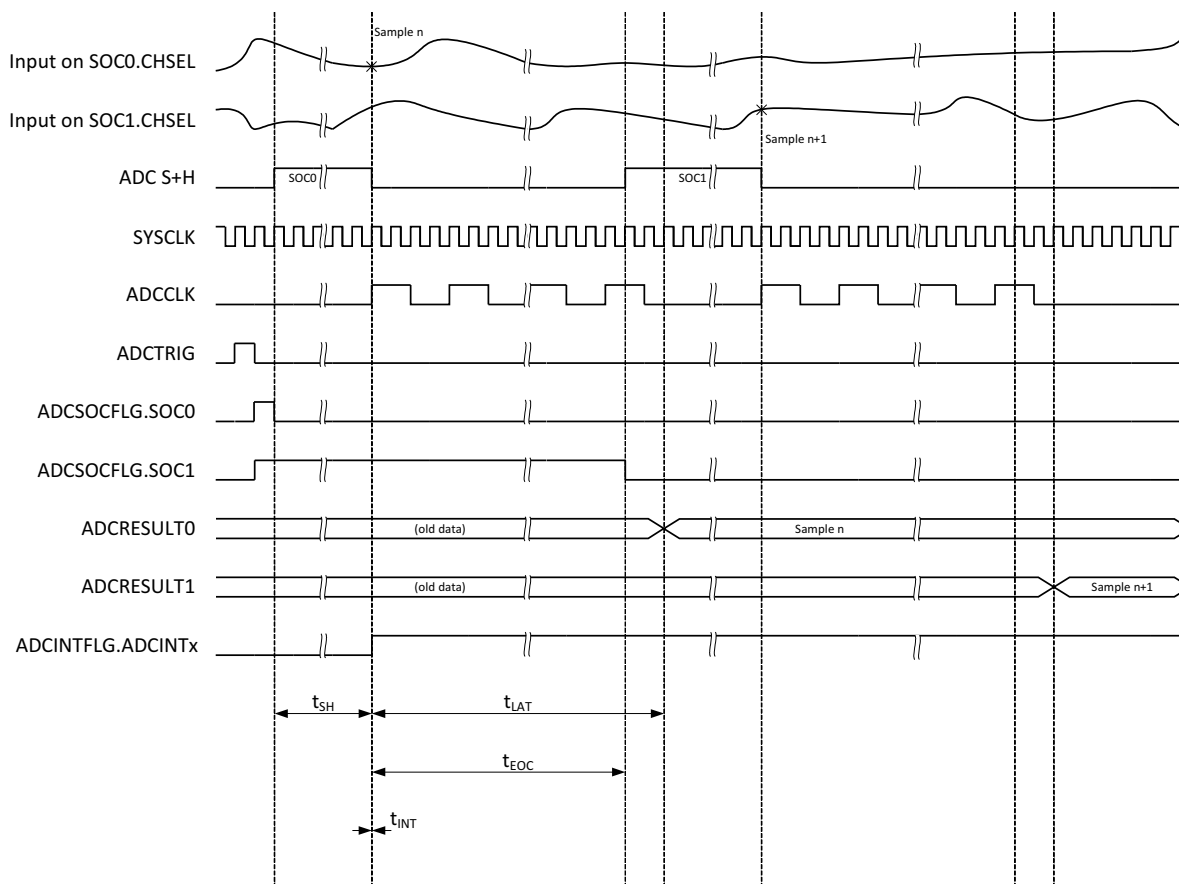 Sample n
Input on SOC0.CHSEL
Input on SOC1.CHSEL
Sample n+1
ADC S+H
SOC0
SOC1
SYSCLK
ADCCLK
ADCTRIG
ADCSOCFLG.SOC0
ADCSOCFLG.SOC1
ADCRESULT0
(old data)
Sample n
ADCRESULT1
(old data)
Sample n+1
ADCINTFLG.ADCINTx
tSH
tLAT
tEOC
tINT